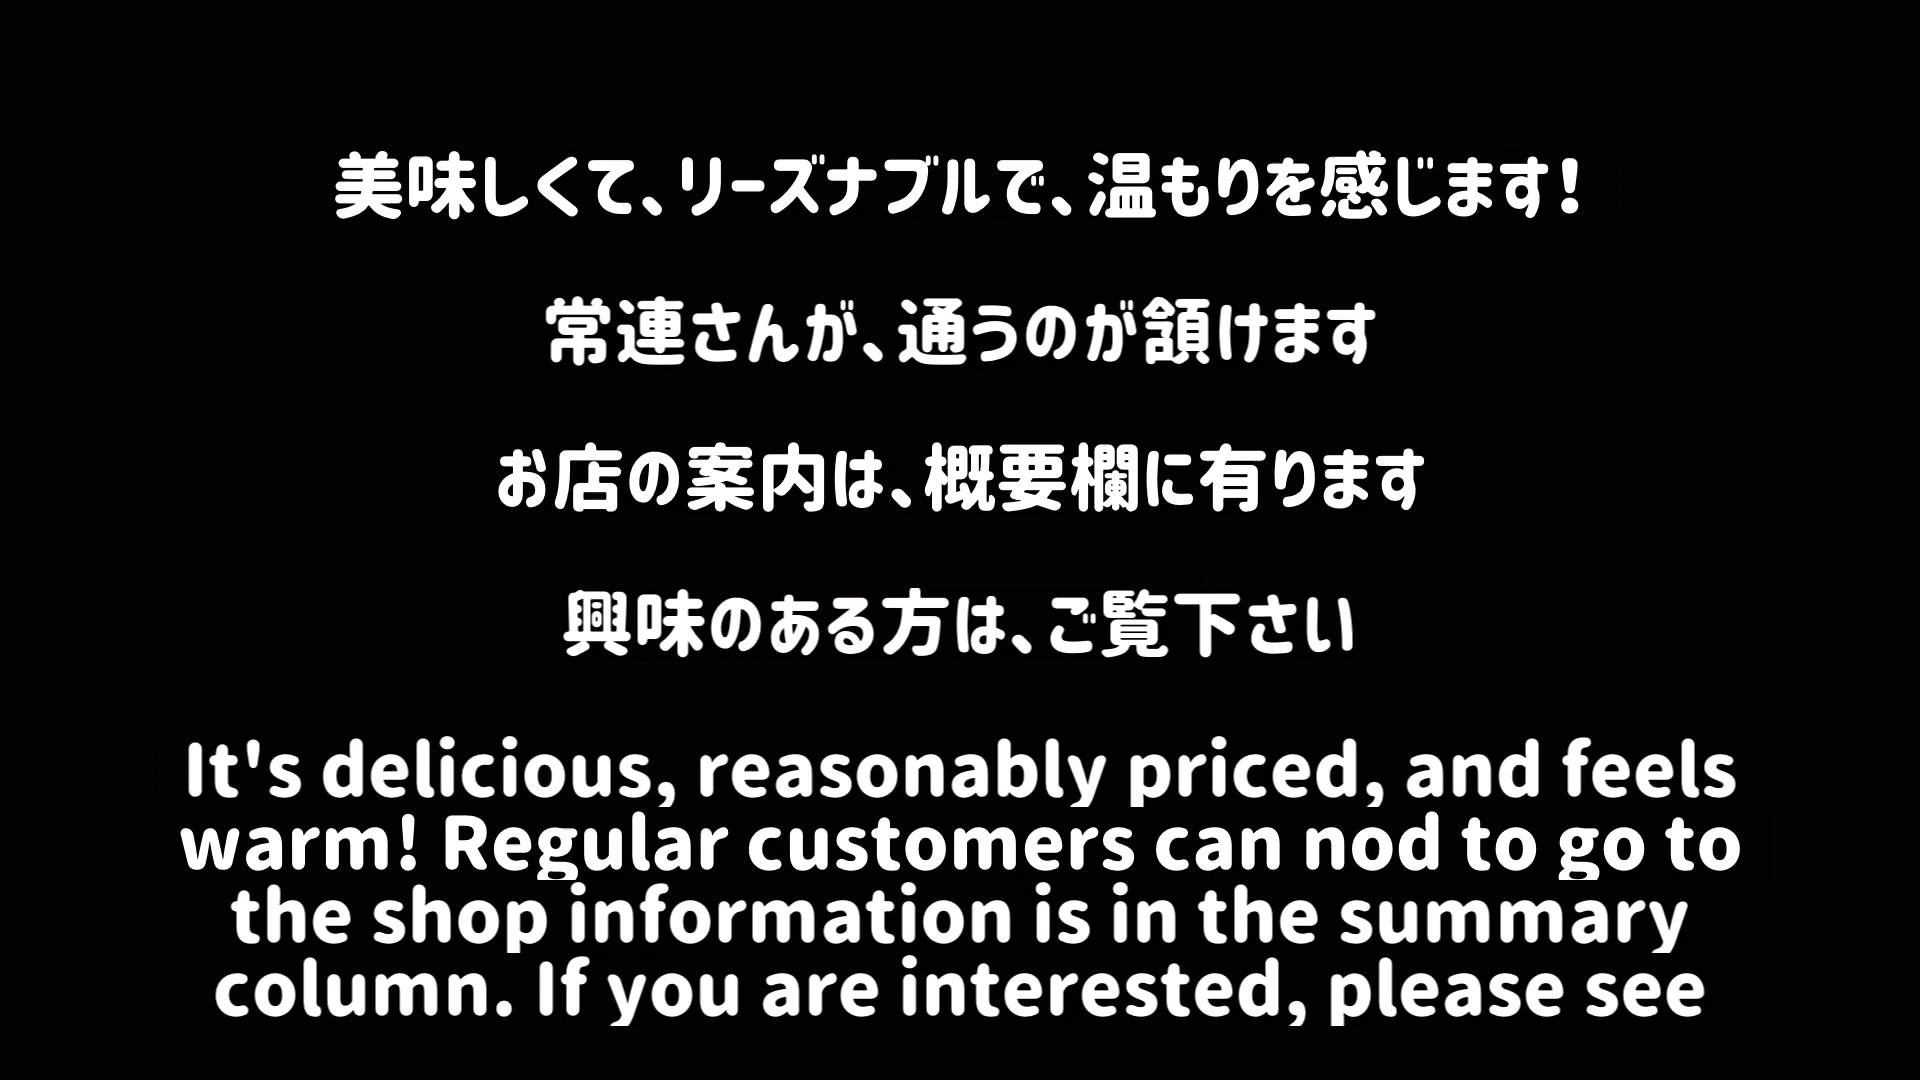 美味しくて、リーズナブルで、温もりを感じます!
常連さんが、通うのが頷けます
お店の案内は、概要欄に有ります
興味のある方は、ご覧下さい
It's delicious, reasonably priced, and feels
warm! Regular customers can nod to go to
the shop information is in the summary
column. If you are interested, please see